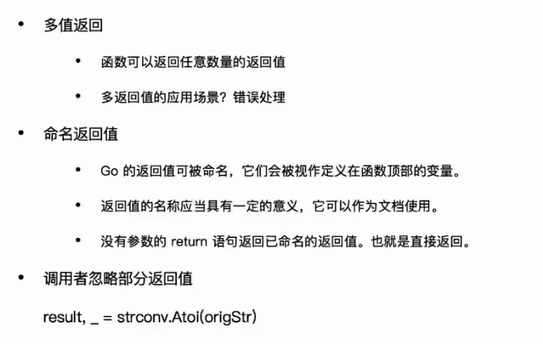 多值返回
函数可以返回任意数量的返回值
多返回值的应用场景？错误处理
命名返回值
Go 的返回值可被命名，它们会被视作定义在函数顶部的变量。
返回值的名称应当具有一定的意义，它可以作为文档使用。
没有参数的 return 语句返回已命名的返回值。也就是直接返回。
调用者忽略部分返回值
result, _ = strconv.Atoi(origStr)